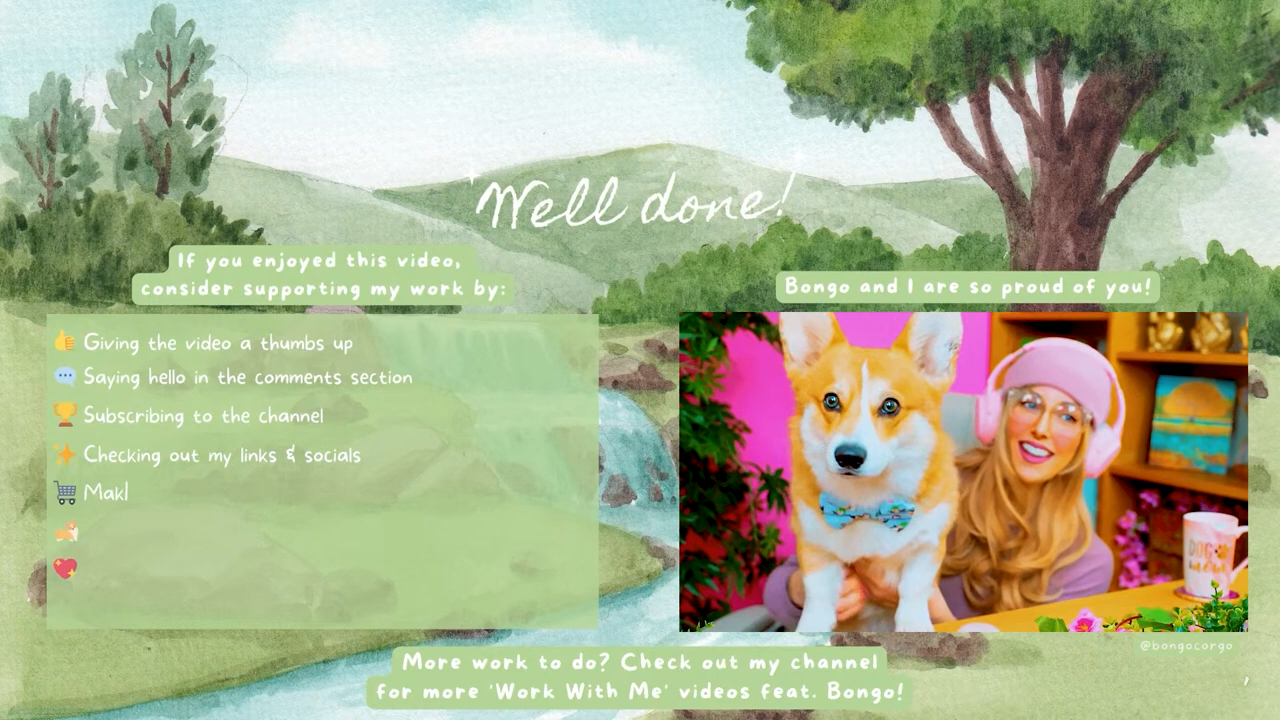 Well done!
If you enjoyed this video,
consider supporting my work by:
👍 Giving the video a thumbs up
💬 Saying hello in the comments section
🏆 Subscribing to the channel
✨ Checking out my links & socials
🛒 Makl
Bongo and I are so proud of you!
DOG
mom
@bongocorgo
More work to do? Check out my channel
for more 'Work With Me' videos feat. Bongo!